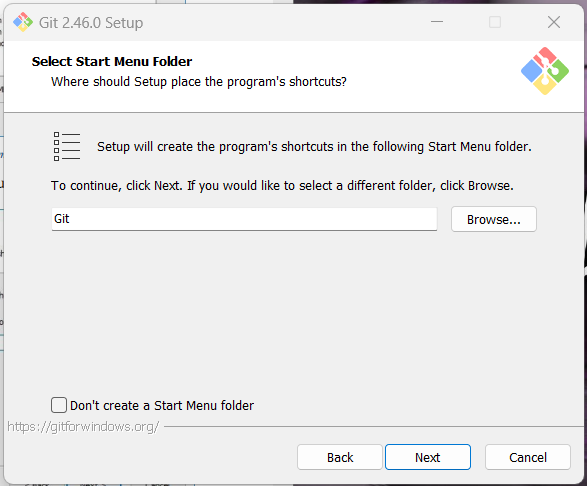 Git 2.46.0 Setup
Select Start Menu Folder
Where should Setup place the program's shortcuts?
Setup will create the program's shortcuts in the following Start Menu folder.
To continue, click Next. If you would like to select a different folder, click Browse.
Git
Browse...
Don't create a Start Menu folder
https://gitforwindows.org/
Back
Next
Cancel